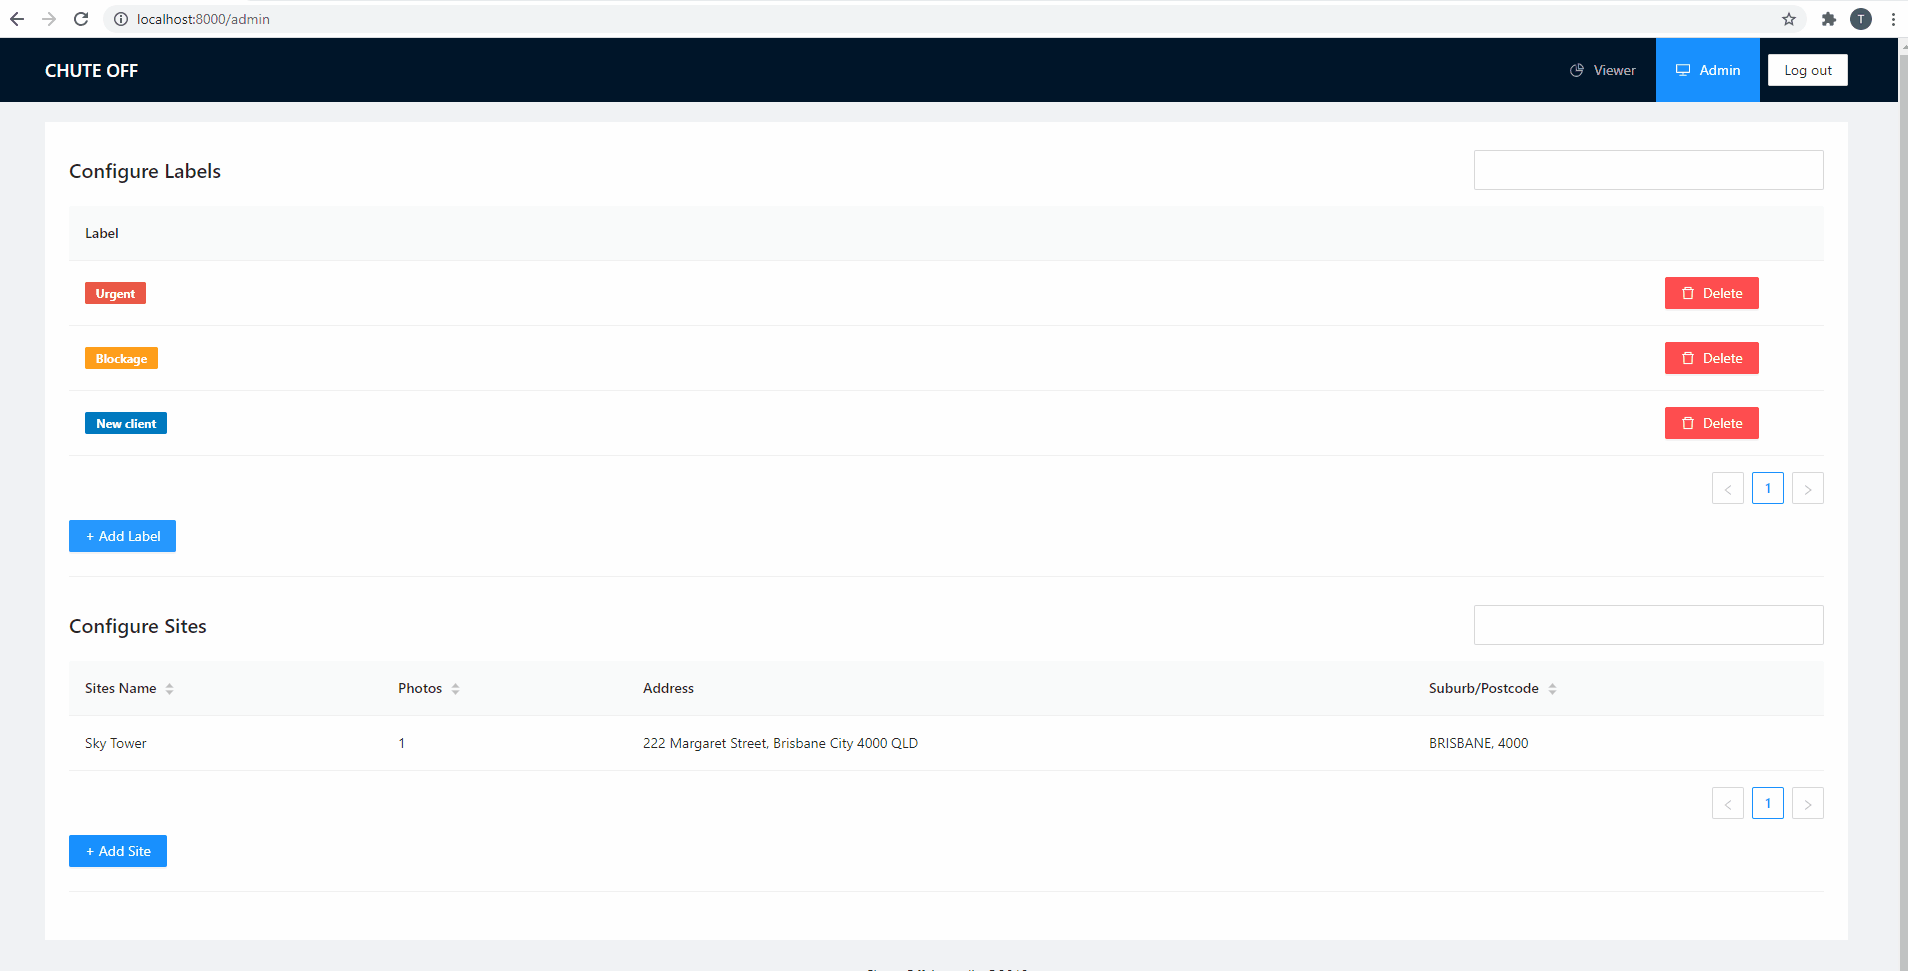 localhost:8000/admin
T
CHUTE OFF
Viewer
Admin
Log out
Configure Labels
Label
Urgent
Delete
Blockage
Delete
New client
Delete
< 1 >
+ Add Label
Configure Sites
Sites Name Photos Address Suburb/Postcode
Sky Tower 1 222 Margaret Street, Brisbane City 4000 QLD BRISBANE, 4000
< 1 >
+ Add Site